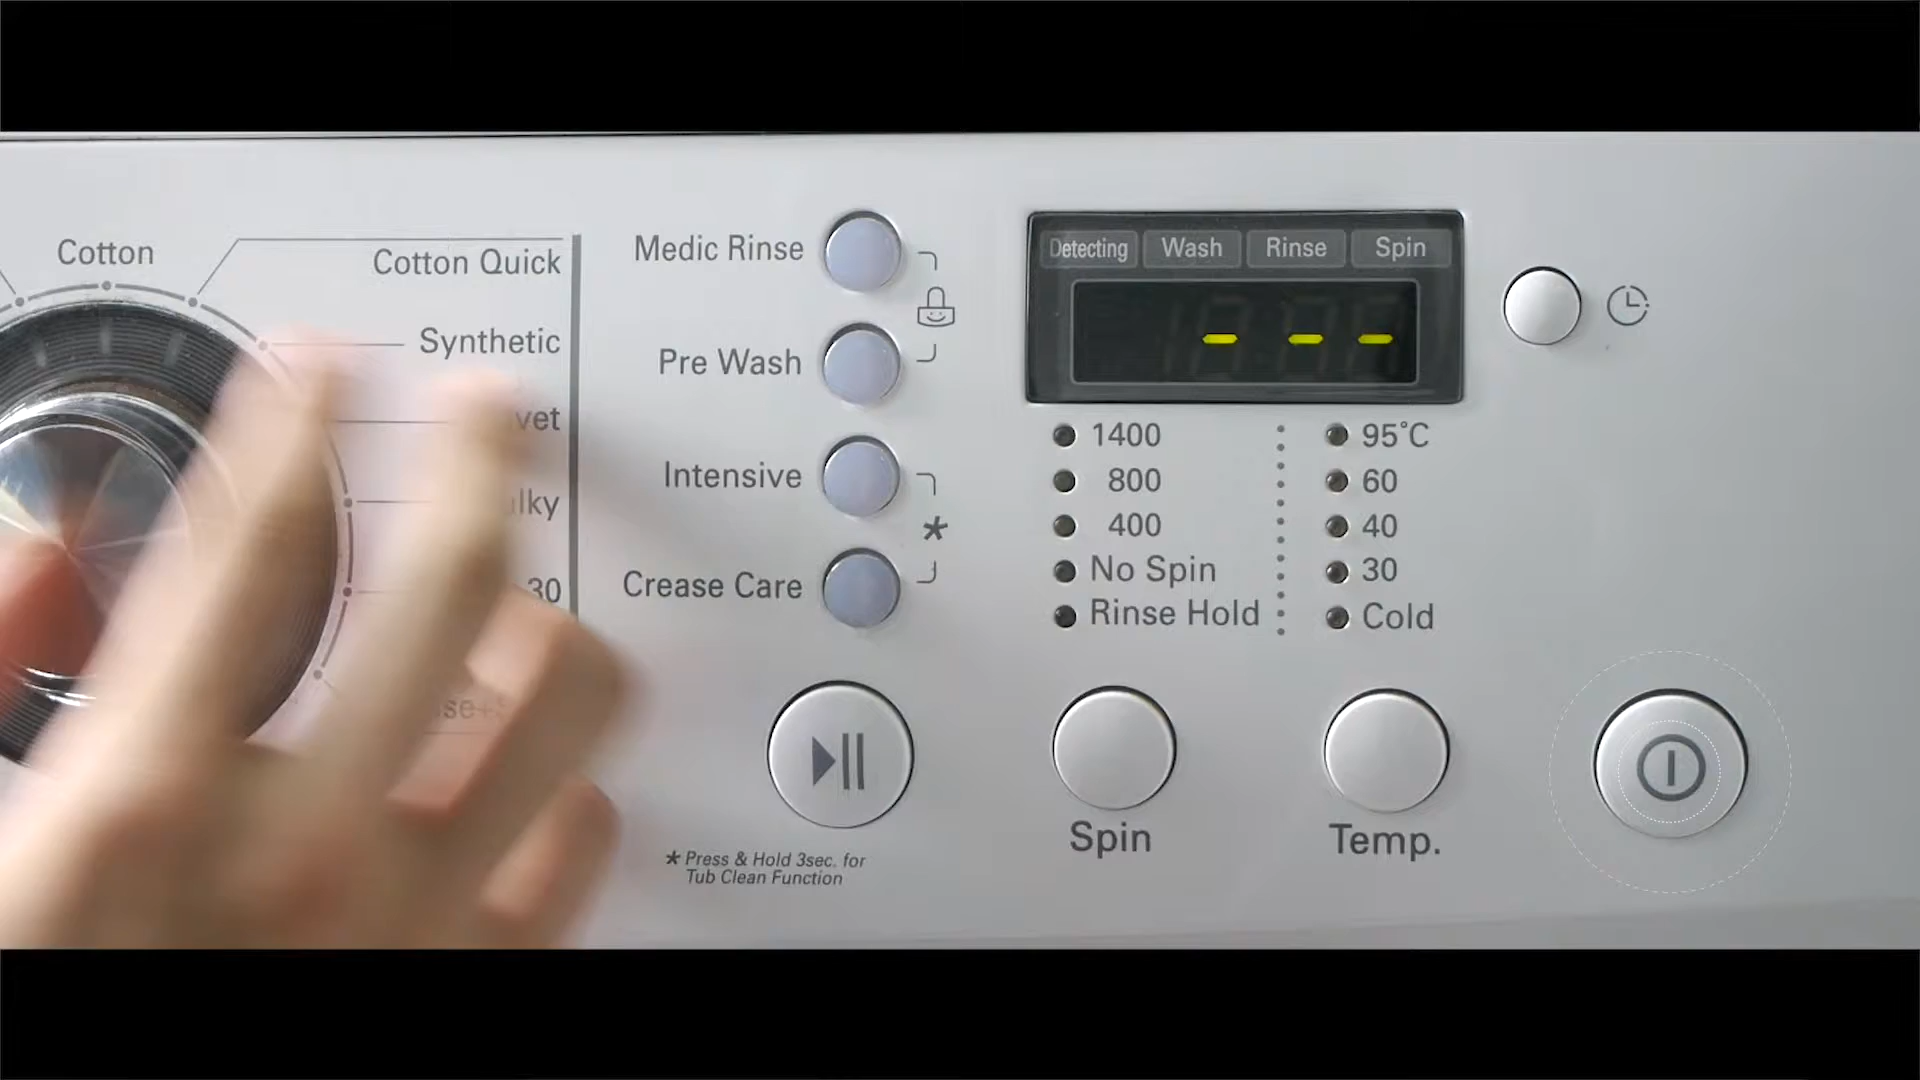 Cotton
Cotton Quick
Synthetic
30
Medic Rinse
Pre Wash
Intensive
Crease Care
*
* Press & Hold 3sec. for
Tub Clean Function
Detecting Wash Rinse Spin
- - -
1400
800
400
No Spin
Rinse Hold
95°C
60
40
30
Cold
Spin
Temp.